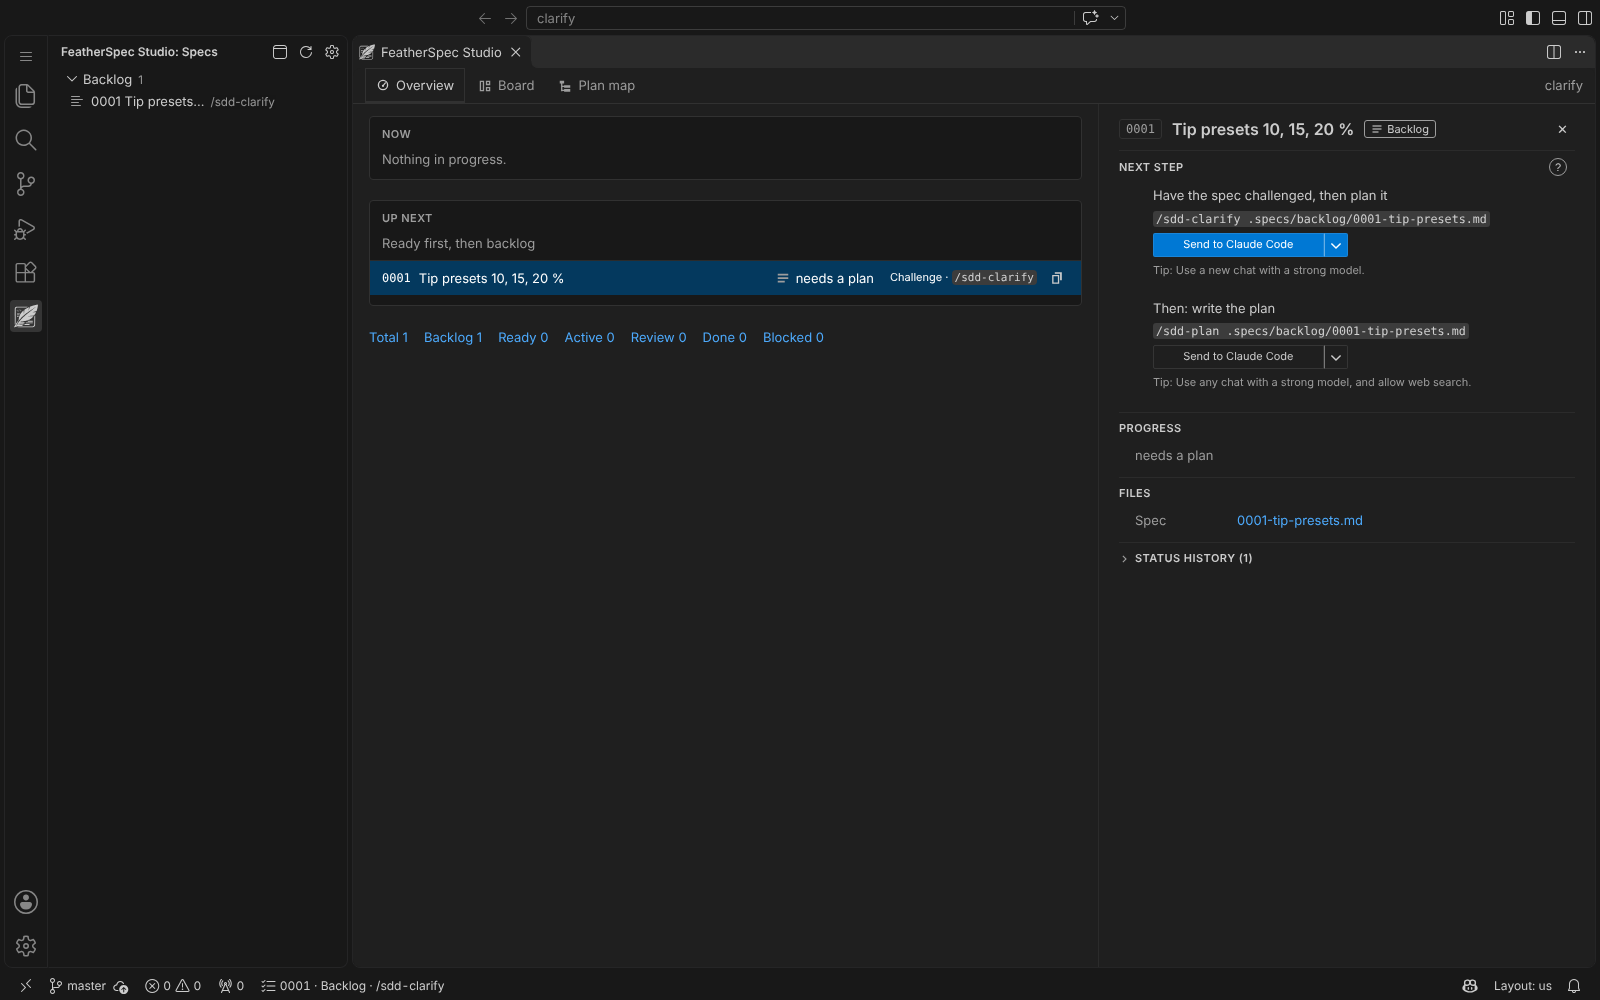 clarify
FeatherSpec Studio: Specs
Backlog 1
0001 Tip presets... /sdd-clarify
FeatherSpec Studio
Overview
Board
Plan map
clarify
NOW
Nothing in progress.
UP NEXT
Ready first, then backlog
0001 Tip presets 10, 15, 20 % needs a plan Challenge · /sdd-clarify
Total 1 Backlog 1 Ready 0 Active 0 Review 0 Done 0 Blocked 0
0001 Tip presets 10, 15, 20 % Backlog
NEXT STEP
Have the spec challenged, then plan it
/sdd-clarify .specs/backlog/0001-tip-presets.md
Send to Claude Code
Tip: Use a new chat with a strong model.
Then: write the plan
/sdd-plan .specs/backlog/0001-tip-presets.md
Send to Claude Code
Tip: Use any chat with a strong model, and allow web search.
PROGRESS
needs a plan
FILES
Spec 0001-tip-presets.md
STATUS HISTORY (1)
master 0 0 0 0001 · Backlog · /sdd-clarify Layout: us